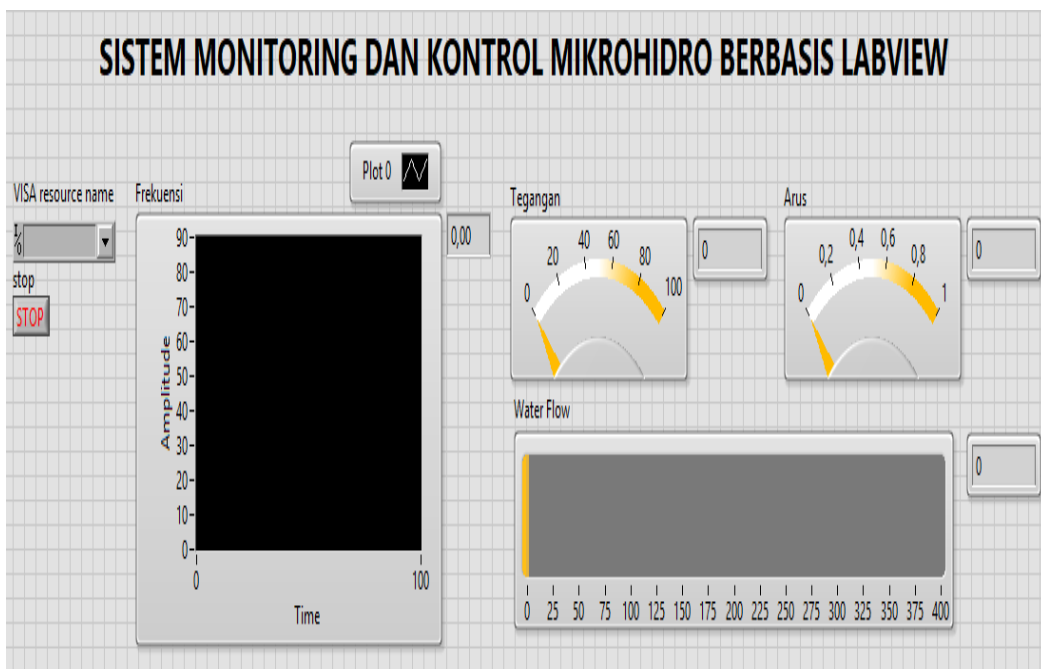 SISTEM MONITORING DAN KONTROL MIKROHIDRO BERBASIS LABVIEW
VISA resource name
I/O
stop
STOP
Frekuensi
Plot 0
0,00
90
80
70
60
50
40
30
20
10
0
Amplitude
0 100
Time
Tegangan
0 20 40 60 80 100
0
Arus
0 0,2 0,4 0,6 0,8 1
0
Water Flow
0 25 50 75 100 125 150 175 200 225 250 275 300 325 350 375 400
0